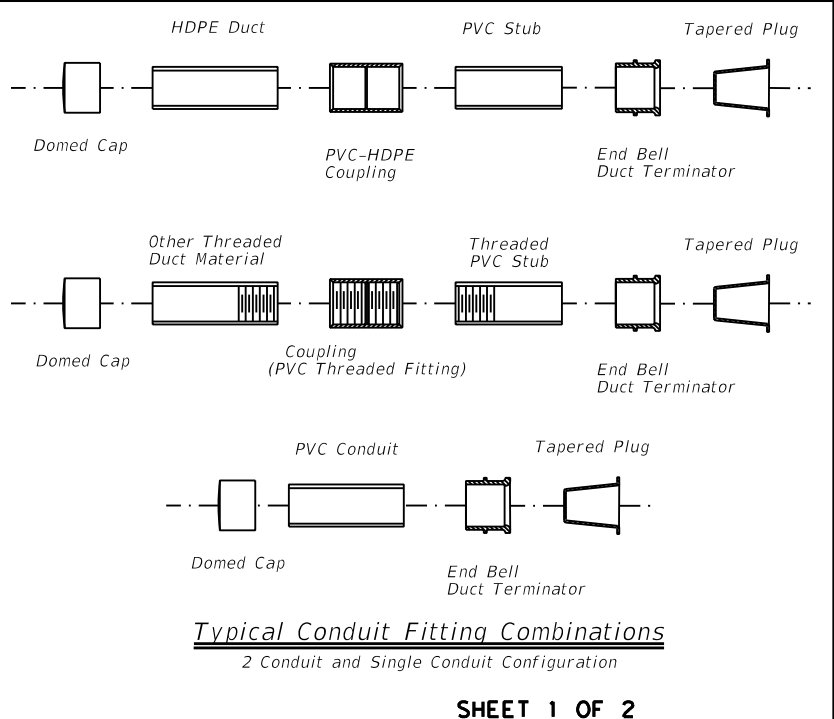 HDPE Duct
PVC Stub
Tapered Plug
Domed Cap
PVC-HDPE
Coupling
End Bell
Duct Terminator
Other Threaded
Duct Material
Threaded
PVC Stub
Tapered Plug
Domed Cap
Coupling
(PVC Threaded Fitting)
End Bell
Duct Terminator
PVC Conduit
Tapered Plug
Domed Cap
End Bell
Duct Terminator
Typical Conduit Fitting Combinations
2 Conduit and Single Conduit Configuration
SHEET 1 OF 2